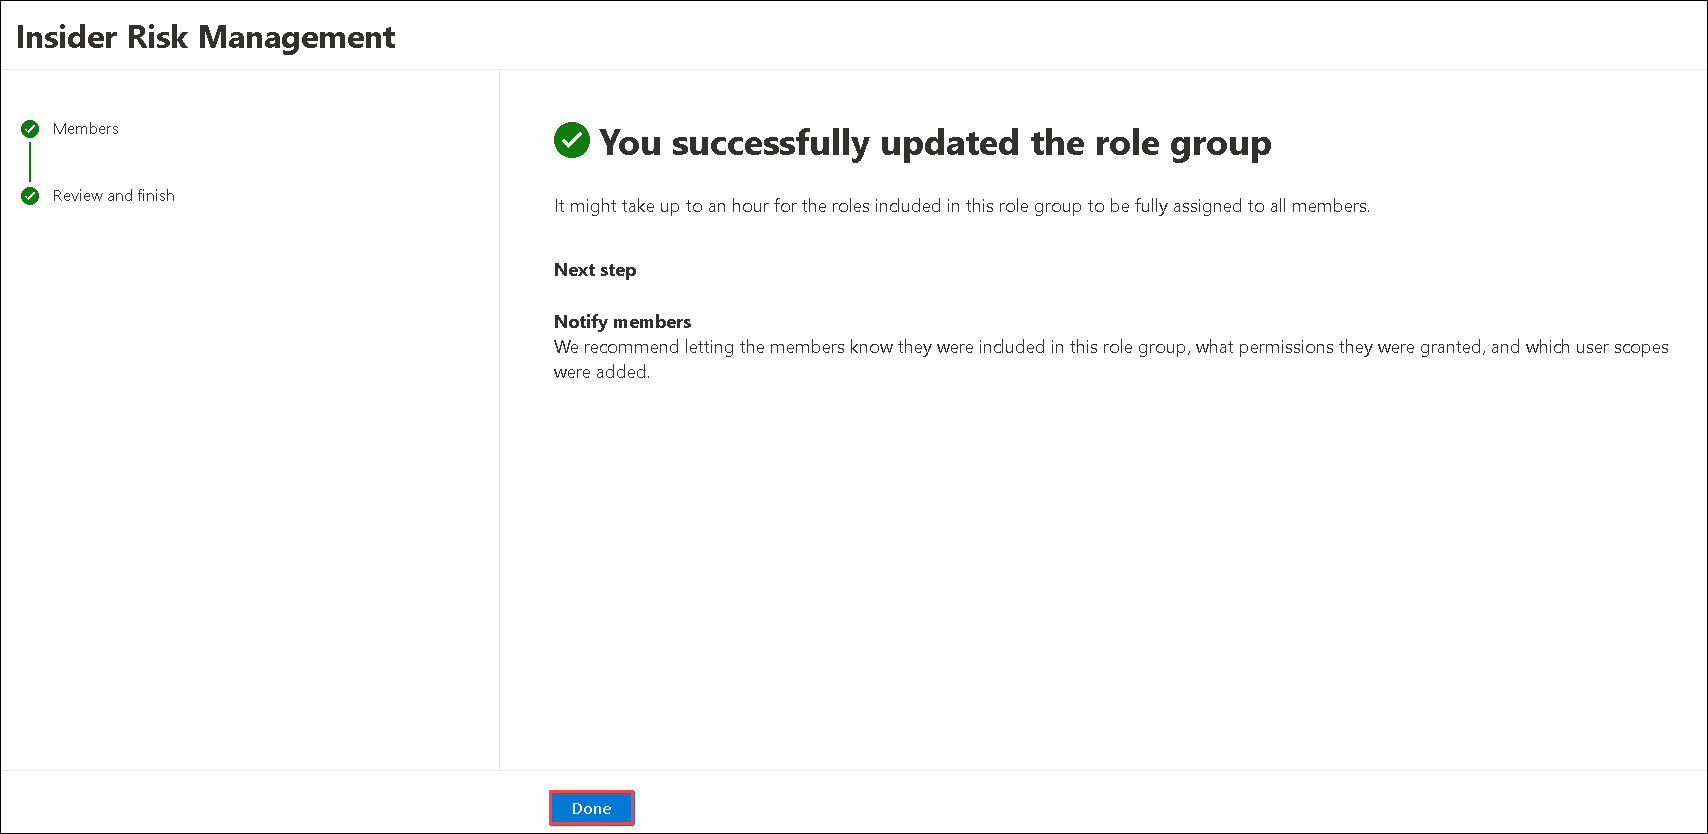 Insider Risk Management
Members
Review and finish
You successfully updated the role group
It might take up to an hour for the roles included in this role group to be fully assigned to all members.
Next step
Notify members
We recommend letting the members know they were included in this role group, what permissions they were granted, and which user scopes
were added.
Done